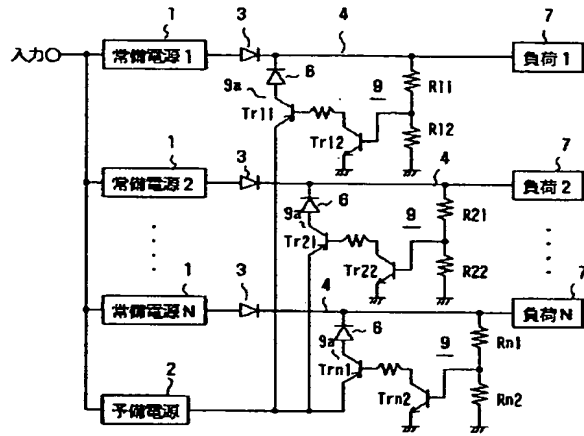 1 3 4 7
入力 常備電源1 負荷1
6
9a 9 R11
Tr11 Tr12 R12
1 3 4 7
常備電源2 負荷2
6
9a 9 R21
Tr21 Tr22 R22
1 3 4 7
常備電源N 負荷N
6
9a 9 Rn1
2 Trn1 Trn2 Rn2
予備電源